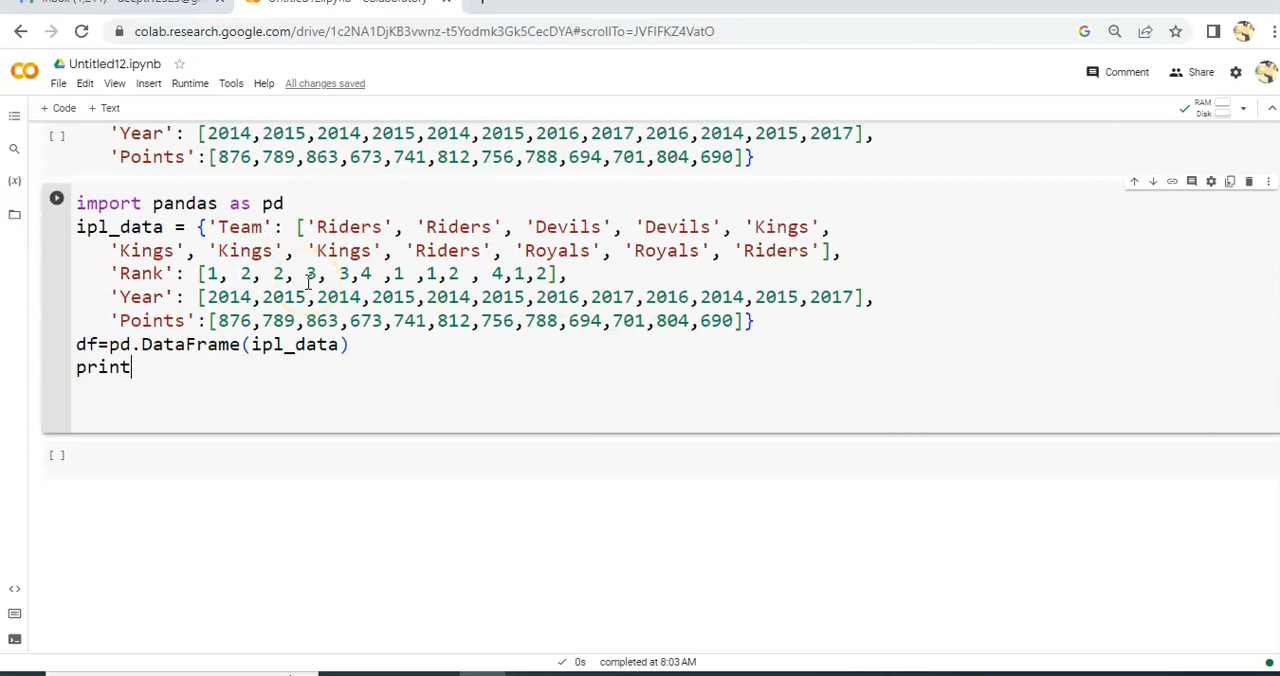 colab.research.google.com/drive/1c2NA1DjKB3vwnz-t5Yodmk3Gk5CecDYA#scrollTo=JVFIFKZ4VatO
Untitled12.ipynb
File Edit View Insert Runtime Tools Help All changes saved
Comment Share
+ Code + Text
RAM
Disk
[ ]
'Year': [2014,2015,2014,2015,2014,2015,2016,2017,2016,2014,2015,2017],
'Points':[876,789,863,673,741,812,756,788,694,701,804,690]}
import pandas as pd
ipl_data = {'Team': ['Riders', 'Riders', 'Devils', 'Devils', 'Kings',
'Kings', 'Kings', 'Kings', 'Riders', 'Royals', 'Royals', 'Riders'],
'Rank': [1, 2, 2, 3, 3,4 ,1 ,1,2 , 4,1,2],
'Year': [2014,2015,2014,2015,2014,2015,2016,2017,2016,2014,2015,2017],
'Points':[876,789,863,673,741,812,756,788,694,701,804,690]}
df=pd.DataFrame(ipl_data)
print
[ ]
0s completed at 8:03 AM